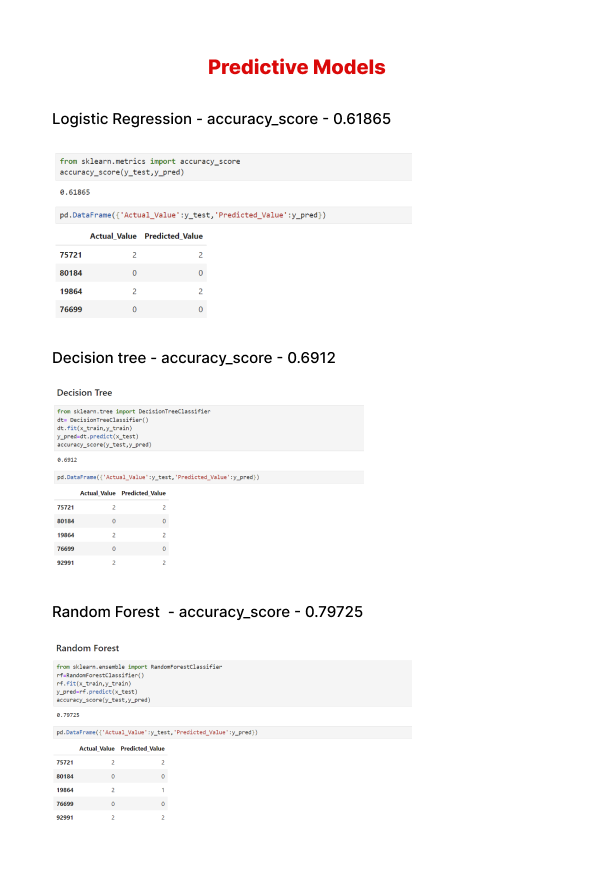 Predictive Models
Logistic Regression - accuracy_score - 0.61865
from sklearn.metrics import accuracy_score
accuracy_score(y_test,y_pred)
0.61865
pd.DataFrame({'Actual_Value':y_test,'Predicted_Value':y_pred})
Actual_Value Predicted_Value
75721 2 2
80184 0 0
19864 2 2
76699 0 0
Decision tree - accuracy_score - 0.6912
Decision Tree
from sklearn.tree import DecisionTreeClassifier
dt= DecisionTreeClassifier()
dt.fit(x_train,y_train)
y_pred=dt.predict(x_test)
accuracy_score(y_test,y_pred)
0.6912
pd.DataFrame({'Actual_Value':y_test,'Predicted_Value':y_pred})
Actual_Value Predicted_Value
75721 2 2
80184 0 0
19864 2 2
76699 0 0
92991 2 2
Random Forest - accuracy_score - 0.79725
Random Forest
from sklearn.ensemble import RandomForestClassifier
rf=RandomForestClassifier()
rf.fit(x_train,y_train)
y_pred=rf.predict(x_test)
accuracy_score(y_test,y_pred)
0.79725
pd.DataFrame({'Actual_Value':y_test,'Predicted_Value':y_pred})
Actual_Value Predicted_Value
75721 2 2
80184 0 0
19864 2 1
76699 0 0
92991 2 2